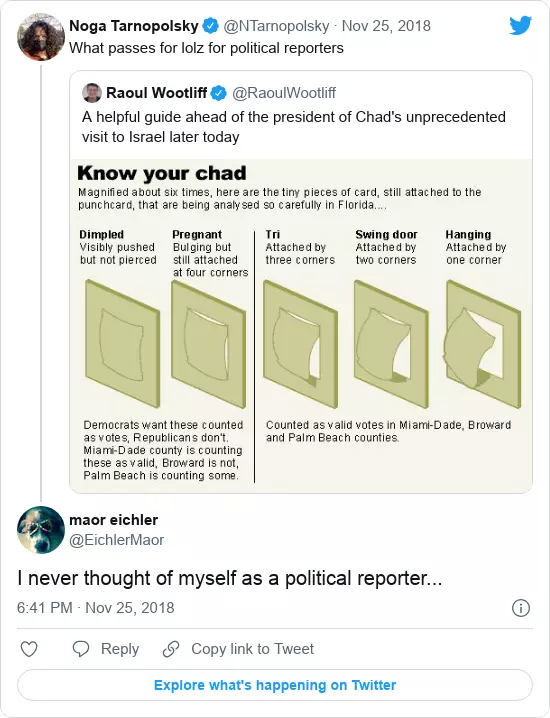 Noga Tarnopolsky @NTarnopolsky · Nov 25, 2018
What passes for lolz for political reporters
Raoul Wootliff @RaoulWootliff
A helpful guide ahead of the president of Chad's unprecedented
visit to Israel later today
Know your chad
Magnified about six times, here are the tiny pieces of card, still attached to the
punchcard, that are being analysed so carefully in Florida....
Dimpled
Visibly pushed
but not pierced
Pregnant
Bulging but
still attached
at four corners
Tri
Attached by
three corners
Swing door
Attached by
two corners
Hanging
Attached by
one corner
Democrats want these counted
as votes, Republicans don't.
Miami-Dade county is counting
these as valid, Broward is not,
Palm Beach is counting some.
Counted as valid votes in Miami-Dade, Broward
and Palm Beach counties.
maor eichler
@EichlerMaor
I never thought of myself as a political reporter...
6:41 PM · Nov 25, 2018
Reply
Copy link to Tweet
Explore what's happening on Twitter